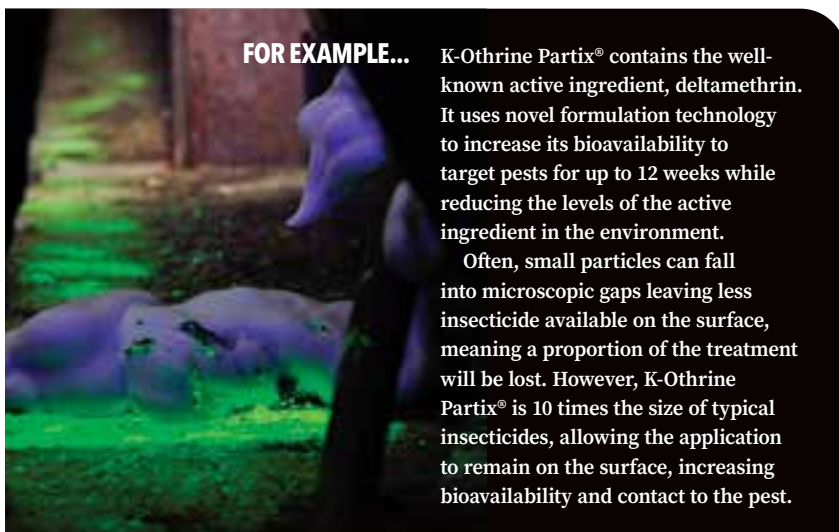 FOR EXAMPLE...
K-Othrine Partix® contains the well-
known active ingredient, deltamethrin.
It uses novel formulation technology
to increase its bioavailability to
target pests for up to 12 weeks while
reducing the levels of the active
ingredient in the environment.
Often, small particles can fall
into microscopic gaps leaving less
insecticide available on the surface,
meaning a proportion of the treatment
will be lost. However, K-Othrine
Partix® is 10 times the size of typical
insecticides, allowing the application
to remain on the surface, increasing
bioavailability and contact to the pest.